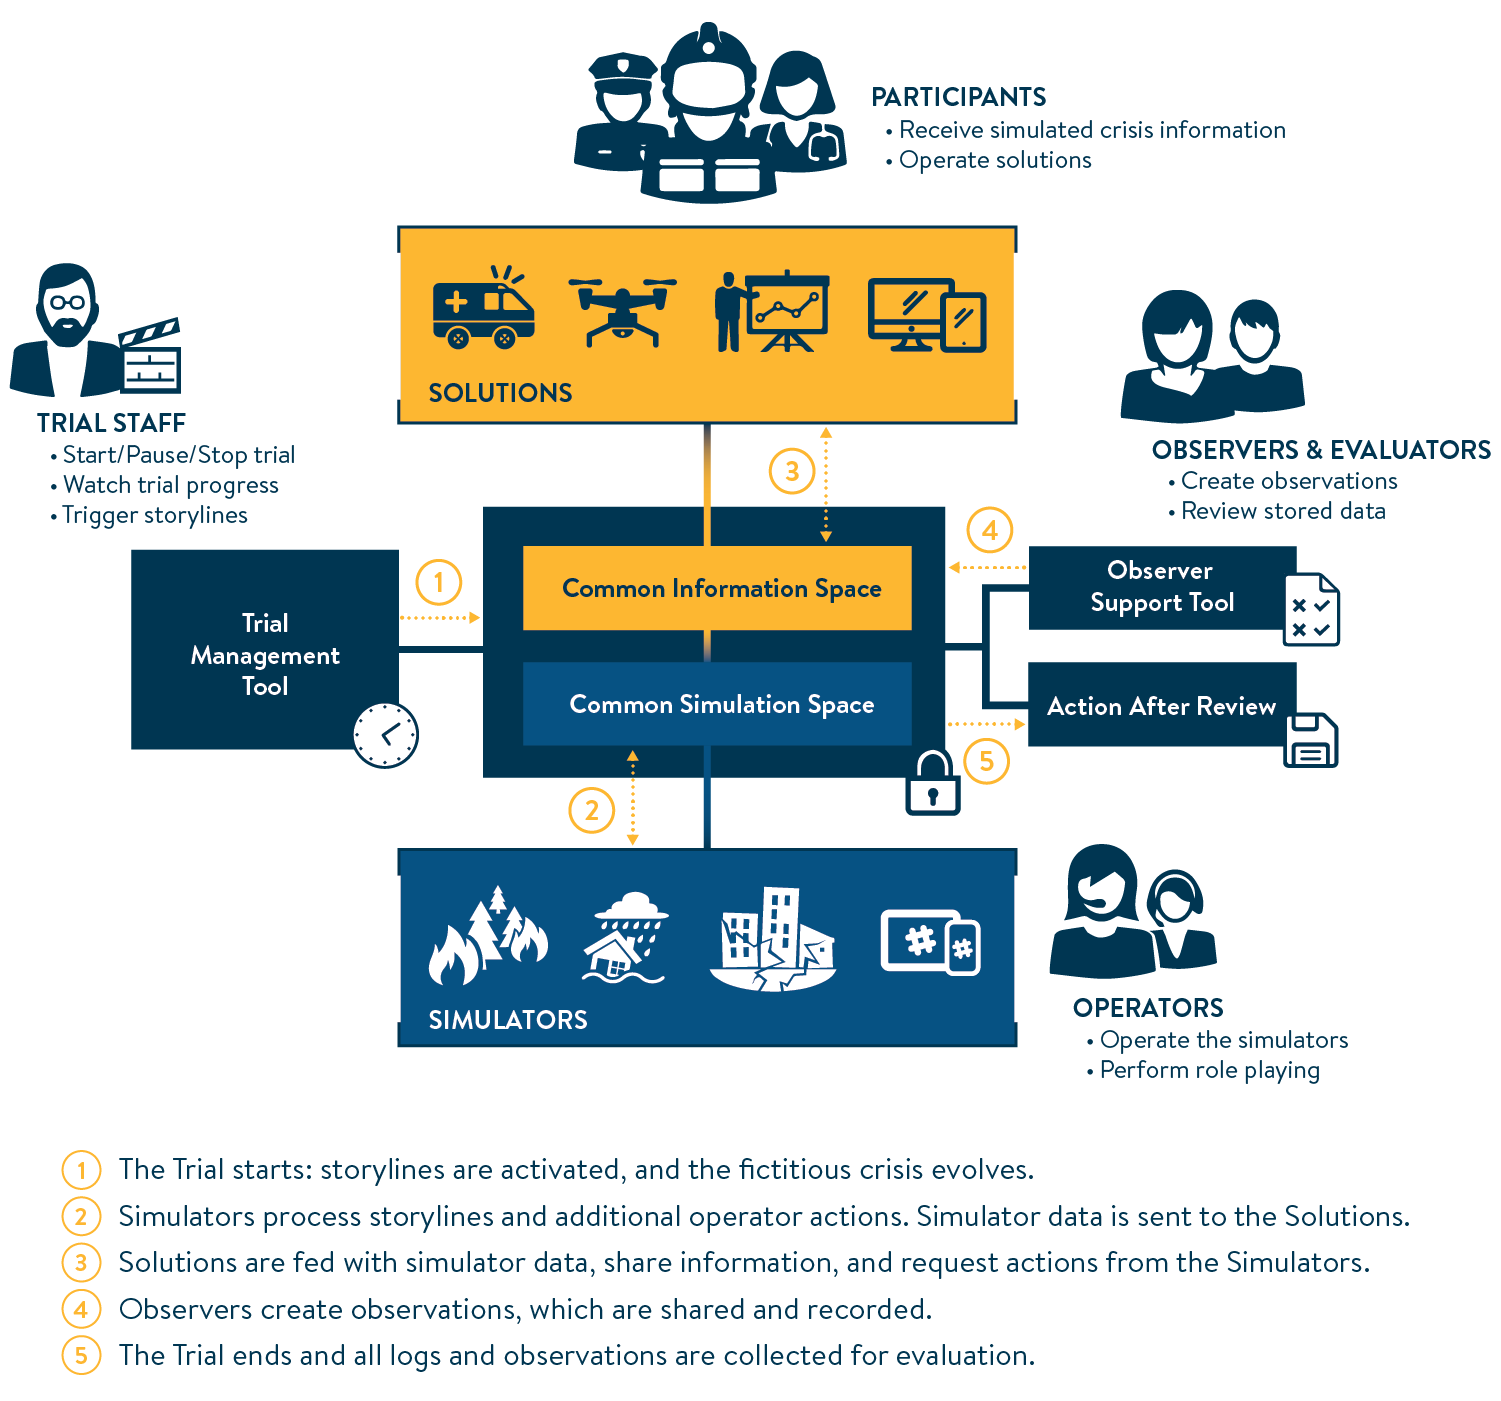 PARTICIPANTS
• Receive simulated crisis information
• Operate solutions
SOLUTIONS
TRIAL STAFF
• Start/Pause/Stop trial
• Watch trial progress
• Trigger storylines
OBSERVERS & EVALUATORS
• Create observations
• Review stored data
3
4
1
Common Information Space
Observer
Support Tool
Trial
Management
Tool
Common Simulation Space
Action After Review
5
2
SIMULATORS
OPERATORS
• Operate the simulators
• Perform role playing
1 The Trial starts: storylines are activated, and the fictitious crisis evolves.
2 Simulators process storylines and additional operator actions. Simulator data is sent to the Solutions.
3 Solutions are fed with simulator data, share information, and request actions from the Simulators.
4 Observers create observations, which are shared and recorded.
5 The Trial ends and all logs and observations are collected for evaluation.